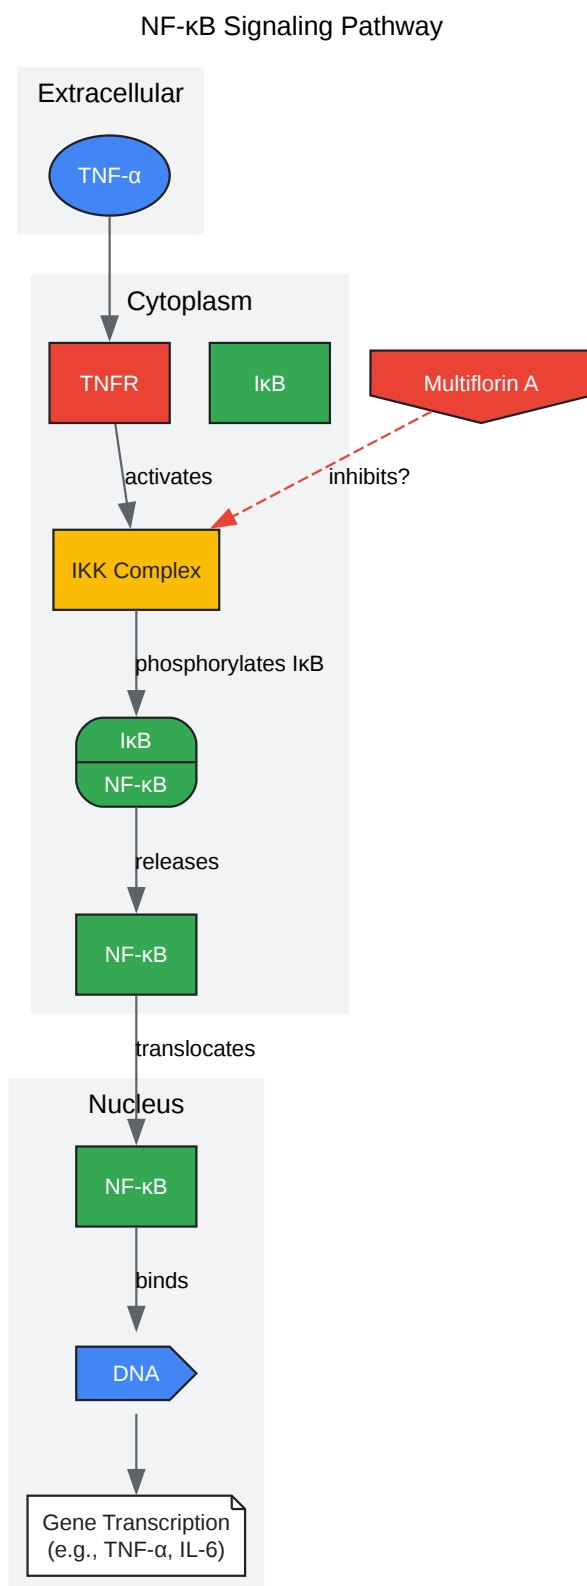 NF-κB Signaling Pathway
Extracellular
TNF-α
Cytoplasm
TNFR
IκB
Multiflorin A
activates
inhibits?
IKK Complex
phosphorylates IκB
IκB
NF-κB
releases
NF-κB
translocates
Nucleus
NF-κB
binds
DNA
Gene Transcription
(e.g., TNF-α, IL-6)